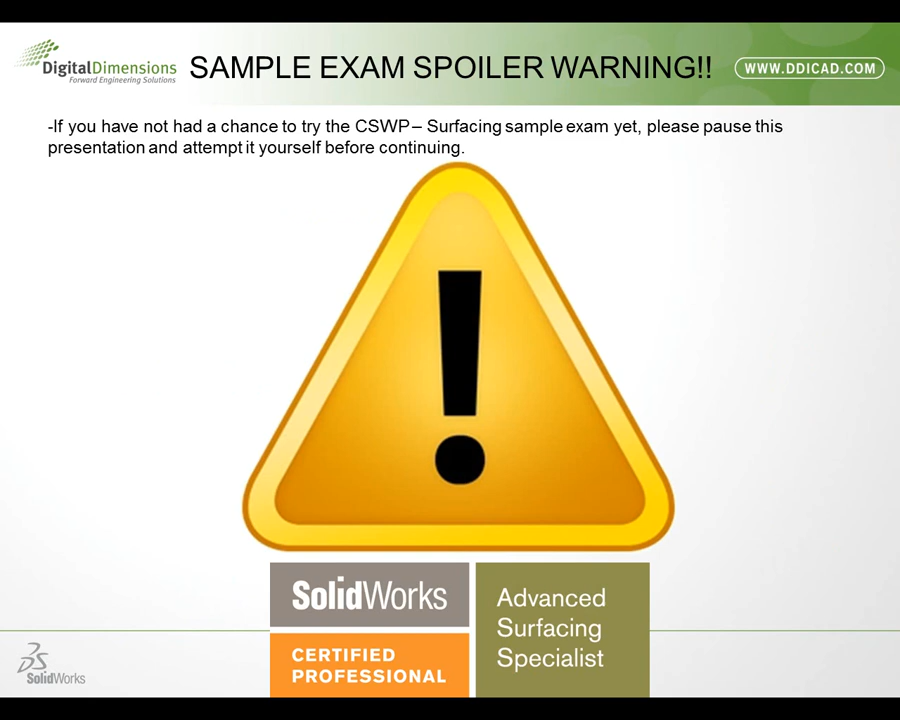 DigitalDimensions
Forward Engineering Solutions
SAMPLE EXAM SPOILER WARNING!!
WWW.DDICAD.COM
-If you have not had a chance to try the CSWP – Surfacing sample exam yet, please pause this
presentation and attempt it yourself before continuing.
!
SolidWorks
CERTIFIED
PROFESSIONAL
Advanced
Surfacing
Specialist
SolidWorks